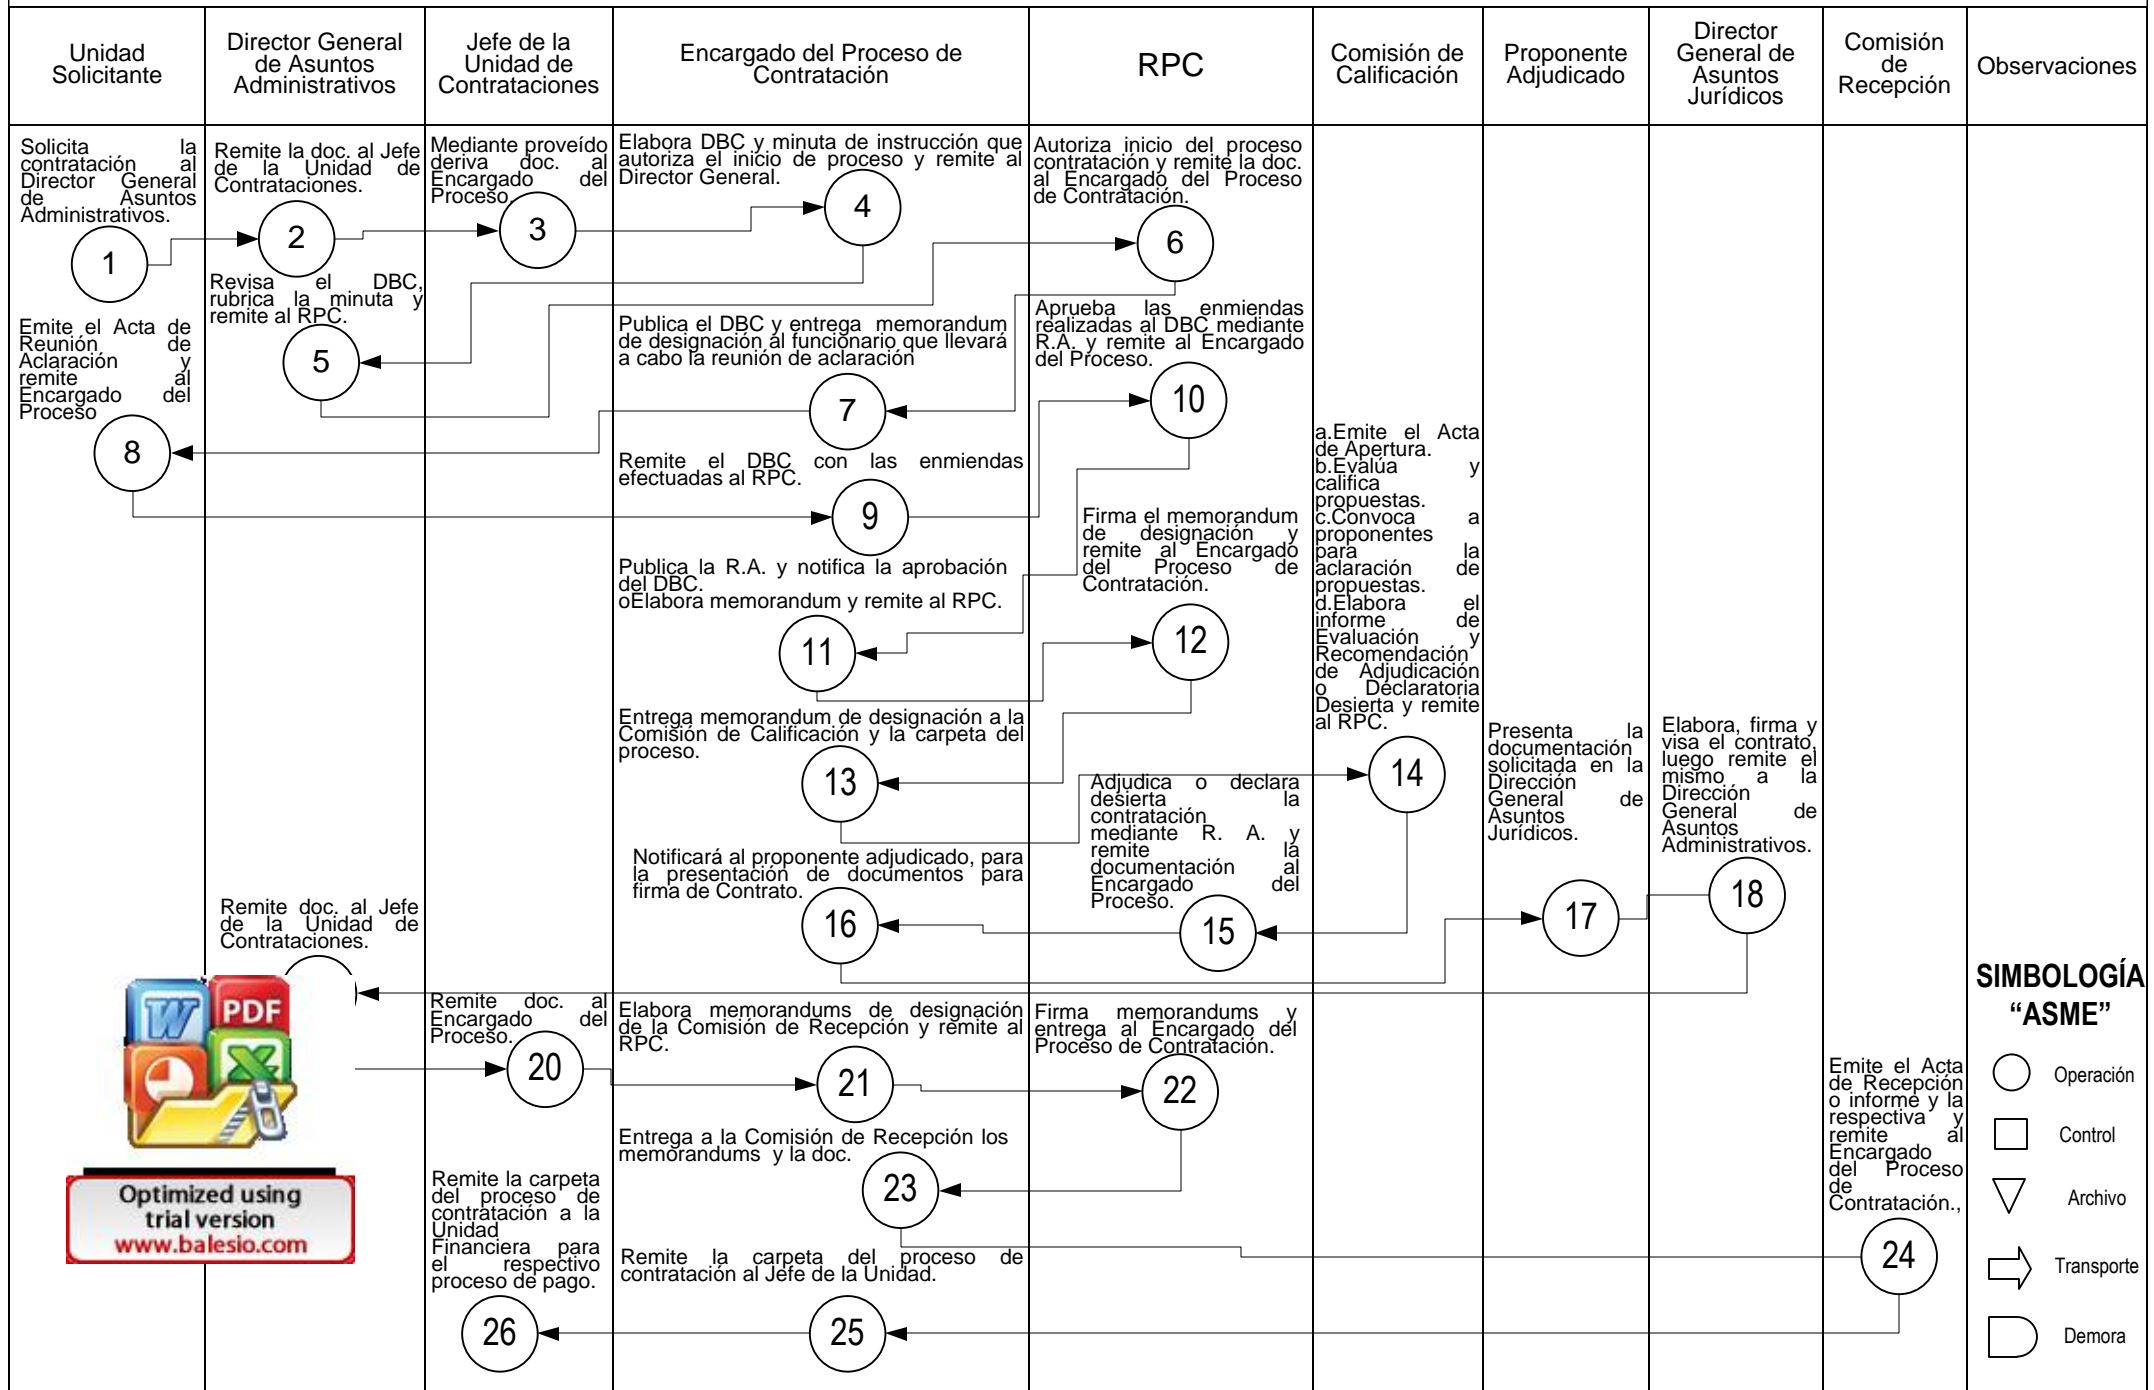 Unidad
Solicitante
Director General
de Asuntos
Administrativos
Jefe de la
Unidad de
Contrataciones
Encargado del Proceso de
Contratación
RPC
Comisión de
Calificación
Proponente
Adjudicado
Director
General de
Asuntos
Jurídicos
Comisión
de
Recepción
Observaciones
Solicita la
contratación al
Director General
de Asuntos
Administrativos.
1
Remite la doc. al Jefe
de la Unidad de
Contrataciones.
2
Mediante proveído
deriva doc. al
Encargado del
Proceso.
3
Elabora DBC y minuta de instrucción que
autoriza el inicio de proceso y remite al
Director General.
4
Revisa el DBC,
rubrica la minuta y
remite al RPC.
5
Autoriza inicio del proceso
contratación y remite la doc.
al Encargado del Proceso
de Contratación.
6
Publica el DBC y entrega memorandum
de designación al funcionario que llevará
a cabo la reunión de aclaración
7
Emite el Acta de
Reunión de
Aclaración y
remite al
Encargado del
Proceso
8
Remite el DBC con las enmiendas
efectuadas al RPC.
9
Aprueba las enmiendas
realizadas al DBC mediante
R.A. y remite al Encargado
del Proceso.
10
Publica la R.A. y notifica la aprobación
del DBC.
oElabora memorandum y remite al RPC.
11
Firma el memorandum
de designación y
remite al Encargado
del Proceso de
Contratación.
12
Entrega memorandum de designación a la
Comisión de Calificación y la carpeta del
proceso.
13
a.Emite el Acta
de Apertura.
b.Evalúa y
califica
propuestas.
c.Convoca a
proponentes
para la
aclaración de
propuestas.
d.Elabora el
informe de
Evaluación y
Recomendación
de Adjudicación
o Declaratoria
Desierta y remite
al RPC.
14
Adjudica o declara
desierta la
contratación
mediante R. A. y
remite la
documentación al
Encargado del
Proceso.
15
Notificará al proponente adjudicado, para
la presentación de documentos para
firma de Contrato.
16
Presenta la
documentación
solicitada en la
Dirección
General de
Asuntos
Jurídicos.
17
Elabora, firma y
visa el contrato,
luego remite el
mismo a la
Dirección
General de
Asuntos
Administrativos.
18
Remite doc. al Jefe
de la Unidad de
Contrataciones.
W
PDF
X
Optimized using
trial version
www.balesio.com
Remite doc. al
Encargado del
Proceso.
20
Elabora memorandums de designación
de la Comisión de Recepción y remite al
RPC.
21
Firma memorandums y
entrega al Encargado del
Proceso de Contratación.
22
Entrega a la Comisión de Recepción los
memorandums y la doc.
23
Emite el Acta
de Recepción
o informe y la
respectiva y
remite al
Encargado
del Proceso
de
Contratación.,
24
Remite la carpeta del proceso de
contratación al Jefe de la Unidad.
25
Remite la carpeta
del proceso de
contratación a la
Unidad
Financiera para
el respectivo
proceso de pago.
26
SIMBOLOGÍA
“ASME”
Operación
Control
Archivo
Transporte
Demora